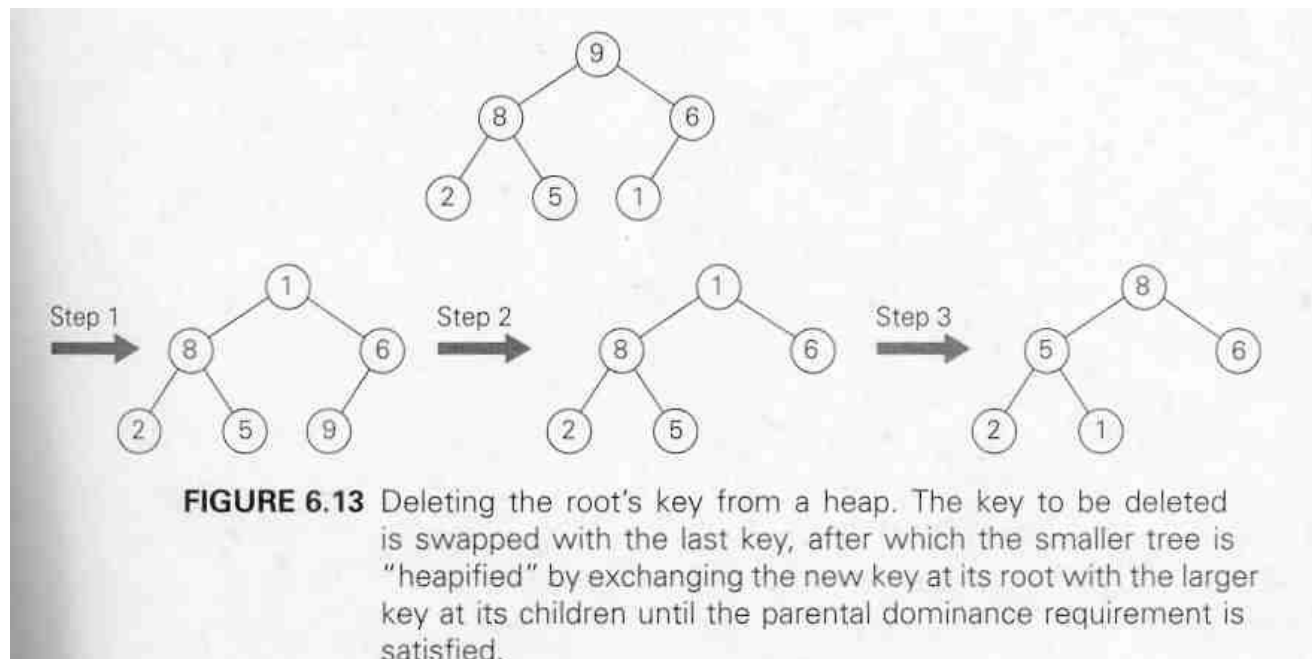 9
8 6
2 5 1
Step 1 Step 2 Step 3
1 1 8
8 6 8 6 5 6
2 5 9 2 5 2 1
FIGURE 6.13 Deleting the root's key from a heap. The key to be deleted
is swapped with the last key, after which the smaller tree is
"heapified" by exchanging the new key at its root with the larger
key at its children until the parental dominance requirement is
satisfied.